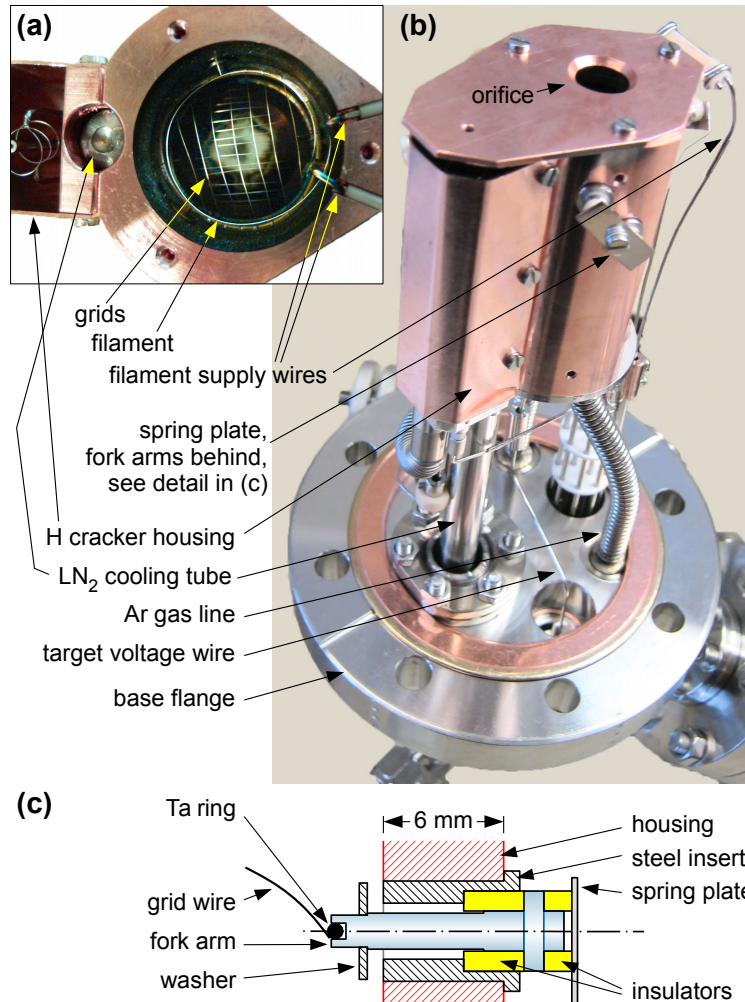 (a)
(b)
orifice
grids
filament
filament supply wires
spring plate,
fork arms behind,
see detail in (c)
H cracker housing
LN2 cooling tube
Ar gas line
target voltage wire
base flange
(c)
Ta ring
6 mm
housing
steel insert
spring plate
grid wire
fork arm
washer
insulators